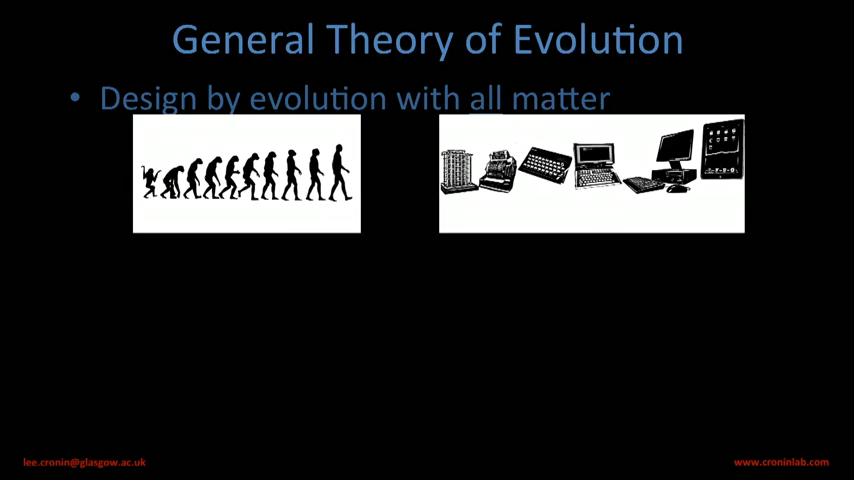 General Theory of Evolution
• Design by evolution with all matter
lee.cronin@glasgow.ac.uk
www.croninlab.com